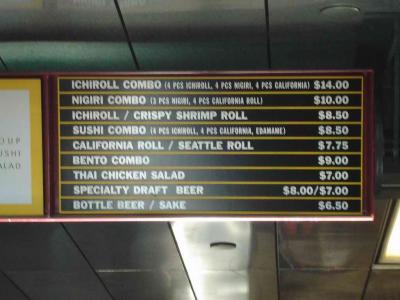 OUP
USHI
ALAD
ICHIROLL COMBO (4 PCS ICHIROLL, 4 PCS NIGIRI, 4 PCS CALIFORNIA) $14.00
NIGIRI COMBO (3 PCS NIGIRI, 4 PCS CALIFORNIA ROLL) $10.00
ICHIROLL / CRISPY SHRIMP ROLL $8.50
SUSHI COMBO (4 PCS ICHIROLL, 4 PCS CALIFORNIA, EDAMAME) $8.50
CALIFORNIA ROLL / SEATTLE ROLL $7.75
BENTO COMBO $9.00
THAI CHICKEN SALAD $7.00
SPECIALTY DRAFT BEER $8.00/$7.00
BOTTLE BEER / SAKE $6.50